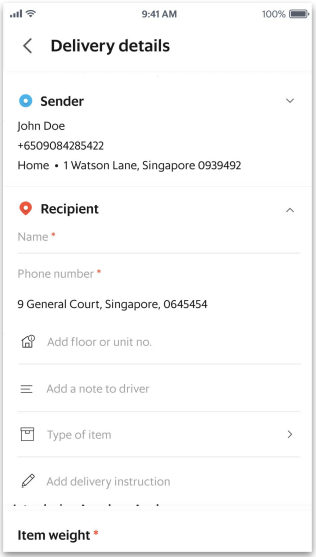 9:41 AM
100%
Delivery details
Sender
John Doe
+6509084285422
Home • 1 Watson Lane, Singapore 0939492
Recipient
Name *
Phone number *
9 General Court, Singapore, 0645454
Add floor or unit no.
Add a note to driver
Type of item
Add delivery instruction
Item weight *